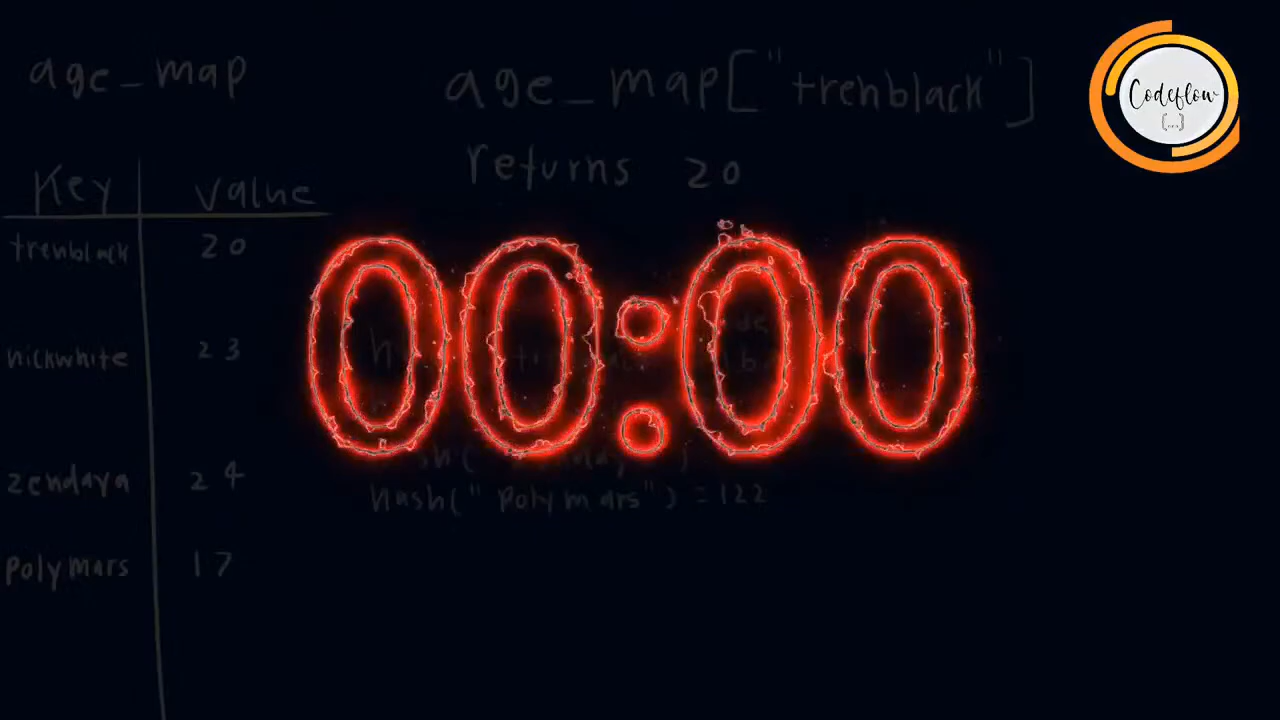 age_map
age_map["trenblack"]
returns 20
Key value
trenblack 20
nickwhite 23
zendaya 24
polymars 17
hash("polymars") = 122
00:00
Codeflow
{...}